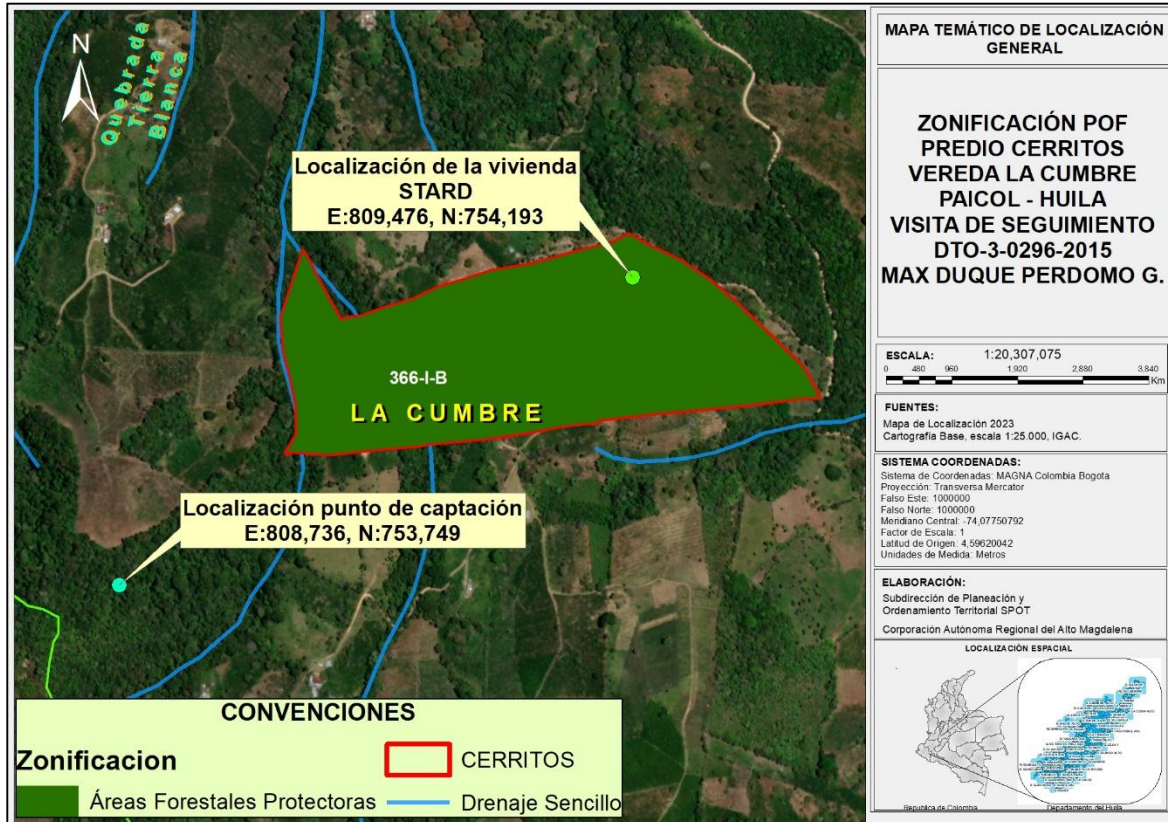 N
Quebrada
Tierra
Blanca
Localización de la vivienda
STARD
E:809,476, N:754,193
366-I-B
LA CUMBRE
Localización punto de captación
E:808,736, N:753,749
CONVENCIONES
Zonificacion
CERRITOS
Áreas Forestales Protectoras
Drenaje Sencillo
MAPA TEMÁTICO DE LOCALIZACIÓN
GENERAL
ZONIFICACIÓN POF
PREDIO CERRITOS
VEREDA LA CUMBRE
PAICOL - HUILA
VISITA DE SEGUIMIENTO
DTO-3-0296-2015
MAX DUQUE PERDOMO G.
ESCALA: 1:20,307,075
0 480 960 1,920 2,880 3,840
Km
FUENTES:
Mapa de Localización 2023
Cartografía Base, escala 1:25.000, IGAC.
SISTEMA COORDENADAS:
Sistema de Coordenadas: MAGNA Colombia Bogota
Proyección: Transversa Mercator
Falso Este: 1000000
Falso Norte: 1000000
Meridiano Central: -74,07750792
Factor de Escala: 1
Latitud de Origen: 4,59620042
Unidades de Medida: Metros
ELABORACIÓN:
Subdirección de Planeación y
Ordenamiento Territorial SPOT
Corporación Autónoma Regional del Alto Magdalena
LOCALIZACIÓN ESPACIAL
Republica de Colombia
Departamento del Huila